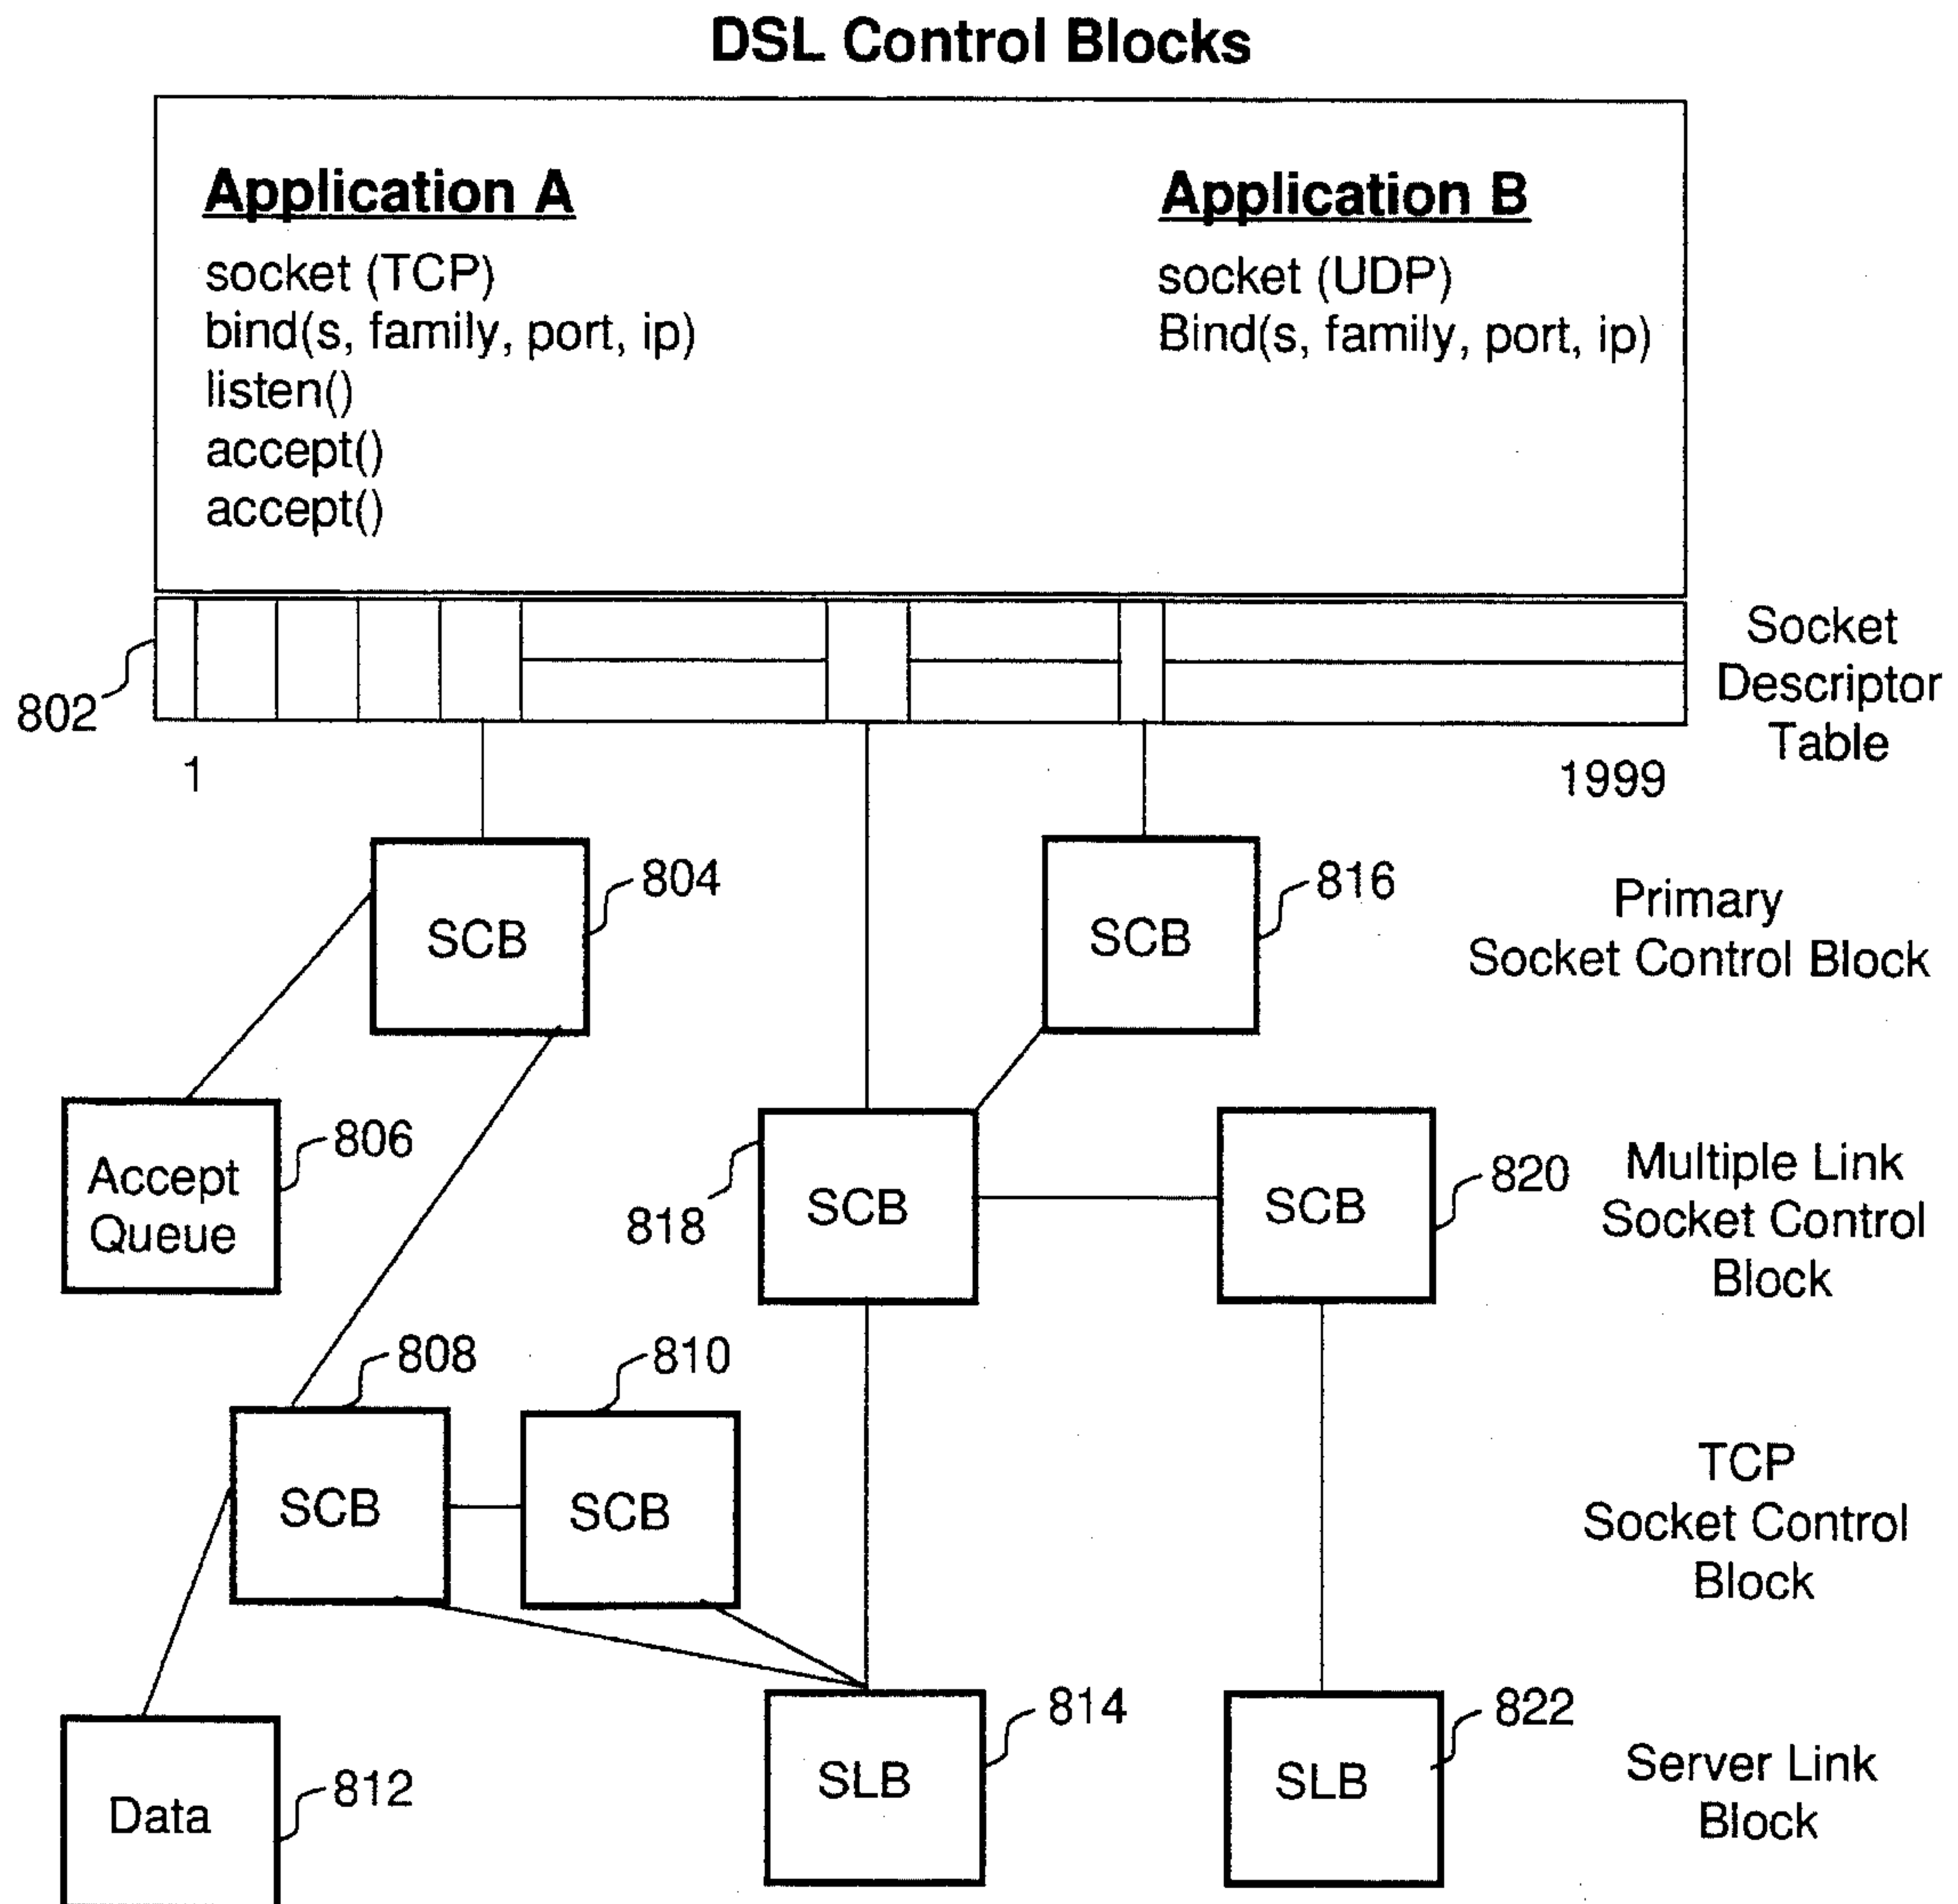 DSL Control Blocks
Application A
socket (TCP)
bind(s, family, port, ip)
listen()
accept()
accept()
Application B
socket (UDP)
Bind(s, family, port, ip)
802
1
1999
Socket
Descriptor
Table
SCB
804
SCB
816
Primary
Socket Control Block
Accept
Queue
806
818
SCB
SCB
820
Multiple Link
Socket Control
Block
808
810
SCB
SCB
TCP
Socket Control
Block
Data
812
SLB
814
SLB
822
Server Link
Block